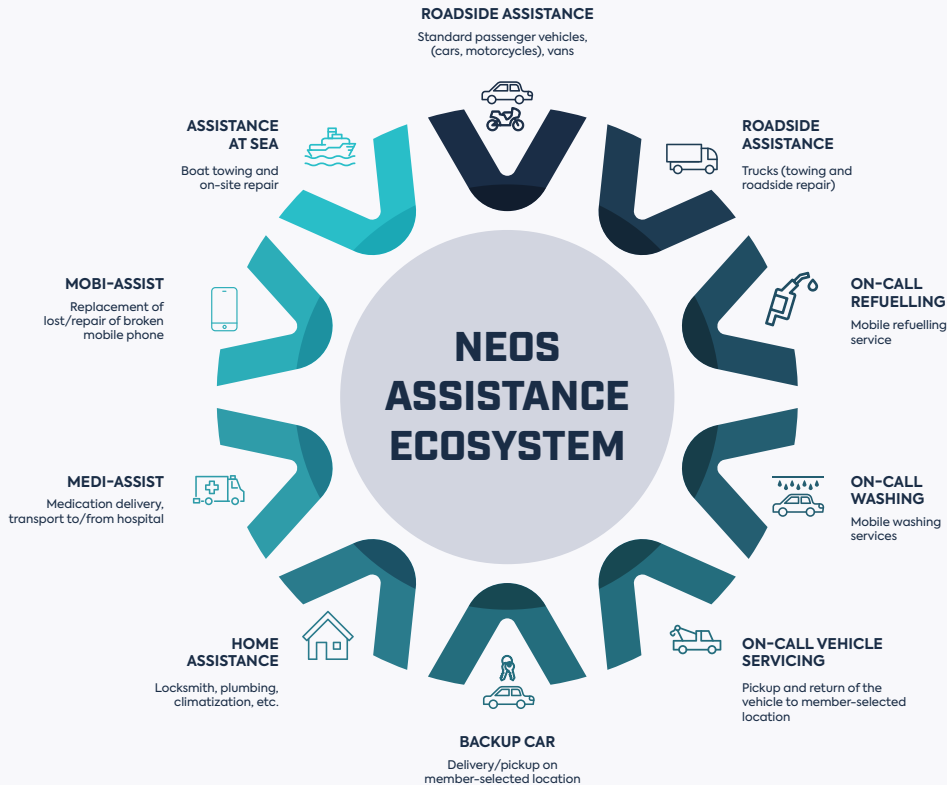 ROADSIDE ASSISTANCE
Standard passenger vehicles,
(cars, motorcycles), vans
ROADSIDE
ASSISTANCE
Trucks (towing and
roadside repair)
ON-CALL
REFUELLING
Mobile refuelling
service
ON-CALL
WASHING
Mobile washing
services
ON-CALL VEHICLE
SERVICING
Pickup and return of the
vehicle to member-selected
location
BACKUP CAR
Delivery/pickup on
member-selected location
HOME
ASSISTANCE
Locksmith, plumbing,
climatization, etc.
MEDI-ASSIST
Medication delivery,
transport to/from hospital
MOBI-ASSIST
Replacement of
lost/repair of broken
mobile phone
ASSISTANCE
AT SEA
Boat towing and
on-site repair
NEOS
ASSISTANCE
ECOSYSTEM